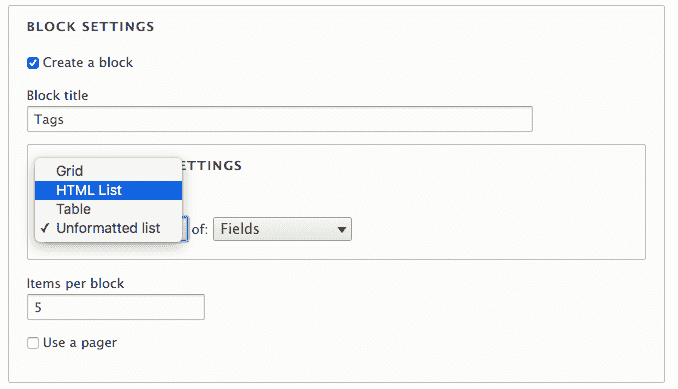 BLOCK SETTINGS
Create a block
Block title
Tags
ETTINGS
Grid
HTML List
Table
✓ Unformatted list
of: Fields
Items per block
5
Use a pager